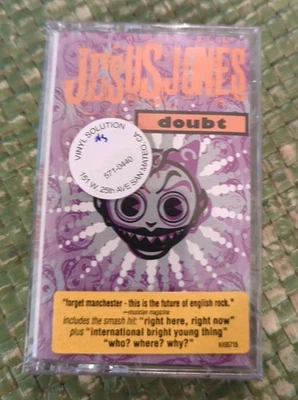 JESUS JONES
doubt
VINYL SOLUTION
151 W. 25th AVE SAN MATEO, CA
571-0440
"forget manchester - this is the future of english rock."
—musician magazine
includes the smash hit: "right here, right now"
plus "international bright young thing"
"who? where? why?"